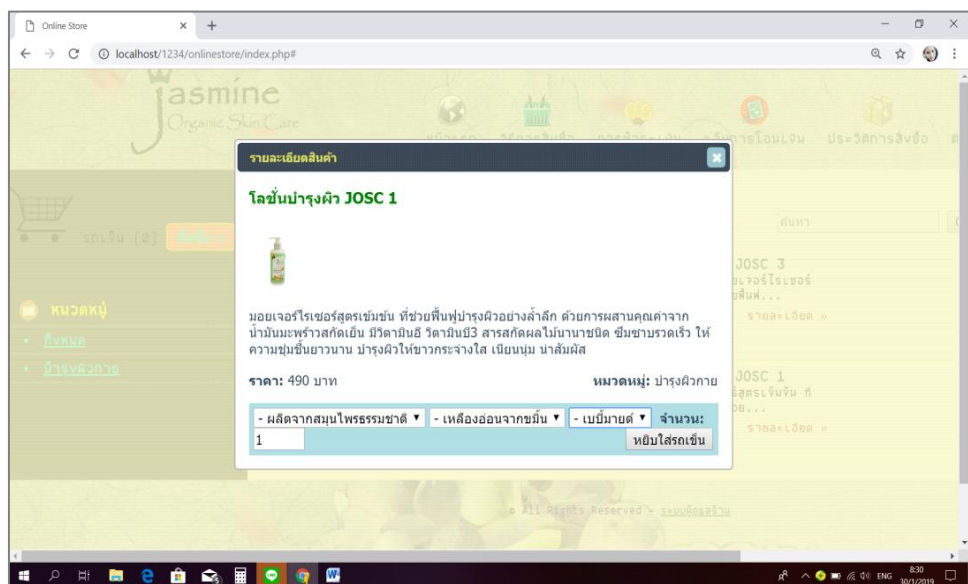 Online Store
localhost/1234/onlinestore/index.php#
Jasmine
Organic Skin Care
ประวัติการสั่งซื้อ
รายละเอียดสินค้า
โลชั่นบำรุงผิว JOSC 1
รถเข็น (2)
ค้นหา
JOSC 3
หมวดหมู่
รายละเอียด »
ทั้งหมด
บำรุงผิวกาย
มอยเจอร์ไรเซอร์สูตรเข้มข้น ที่ช่วยฟื้นฟูบำรุงผิวอย่างล้ำลึก ด้วยการผสานคุณค่าจาก
น้ำมันมะพร้าวสกัดเย็น มีวิตามินอี วิตามินบี3 สารสกัดผลไม้นานาชนิด ซึมซาบรวดเร็ว ให้
ความชุ่มชื้นยาวนาน บำรุงผิวให้ขาวกระจ่างใส เนียนนุ่ม น่าสัมผัส
ราคา: 490 บาท หมวดหมู่: บำรุงผิวกาย
JOSC 1
- ผลิตจากสมุนไพรธรรมชาติ - เหลืองอ่อนจากขมิ้น - เบบี้มายด์ จำนวน:
1 หยิบใส่รถเข็น
รายละเอียด »
All Rights Reserved -
ENG
8:30
30/1/2019